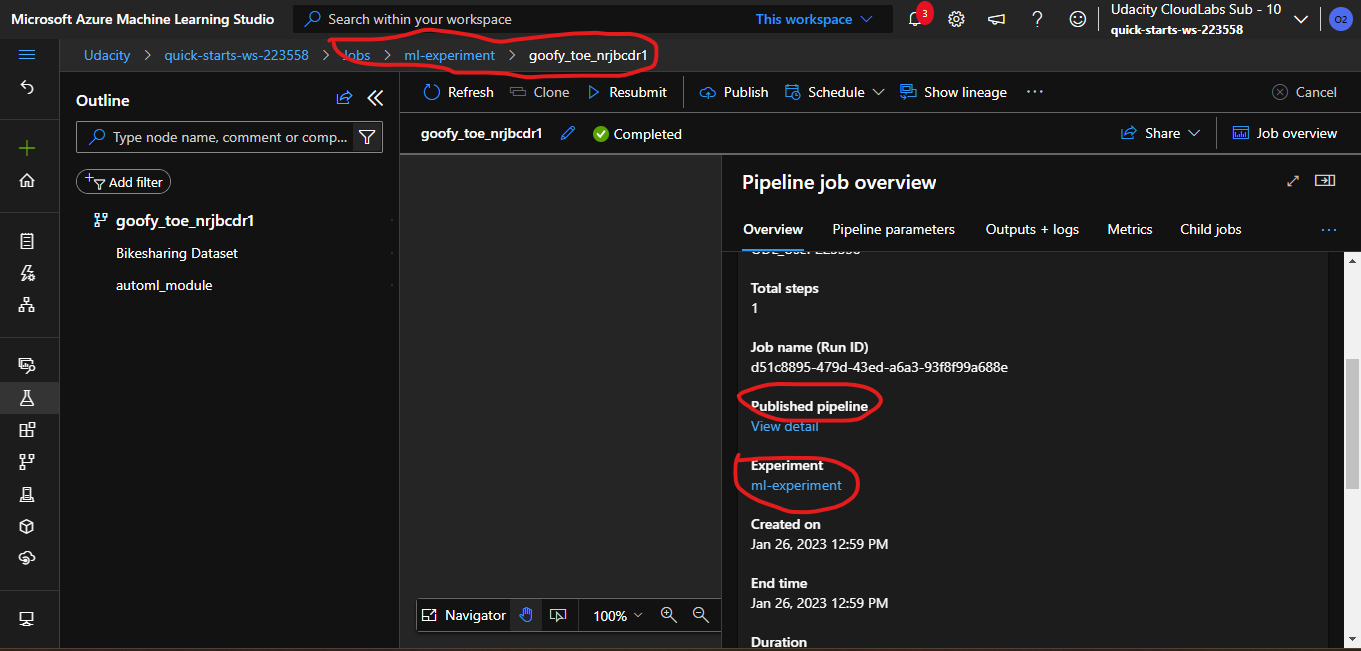 Microsoft Azure Machine Learning Studio
Search within your workspace
This workspace
3
Udacity CloudLabs Sub - 10
quick-starts-ws-223558
O2
Udacity > quick-starts-ws-223558 > Jobs > ml-experiment > goofy_toe_nrjbcdr1
Outline
Type node name, comment or comp...
Add filter
goofy_toe_nrjbcdr1
Bikesharing Dataset
automl_module
Refresh Clone Resubmit Publish Schedule Show lineage ... Cancel
goofy_toe_nrjbcdr1 Completed Share Job overview
Pipeline job overview
Overview Pipeline parameters Outputs + logs Metrics Child jobs ...
Total steps
1
Job name (Run ID)
d51c8895-479d-43ed-a6a3-93f8f99a688e
Published pipeline
View detail
Experiment
ml-experiment
Created on
Jan 26, 2023 12:59 PM
End time
Jan 26, 2023 12:59 PM
Duration
Navigator 100%